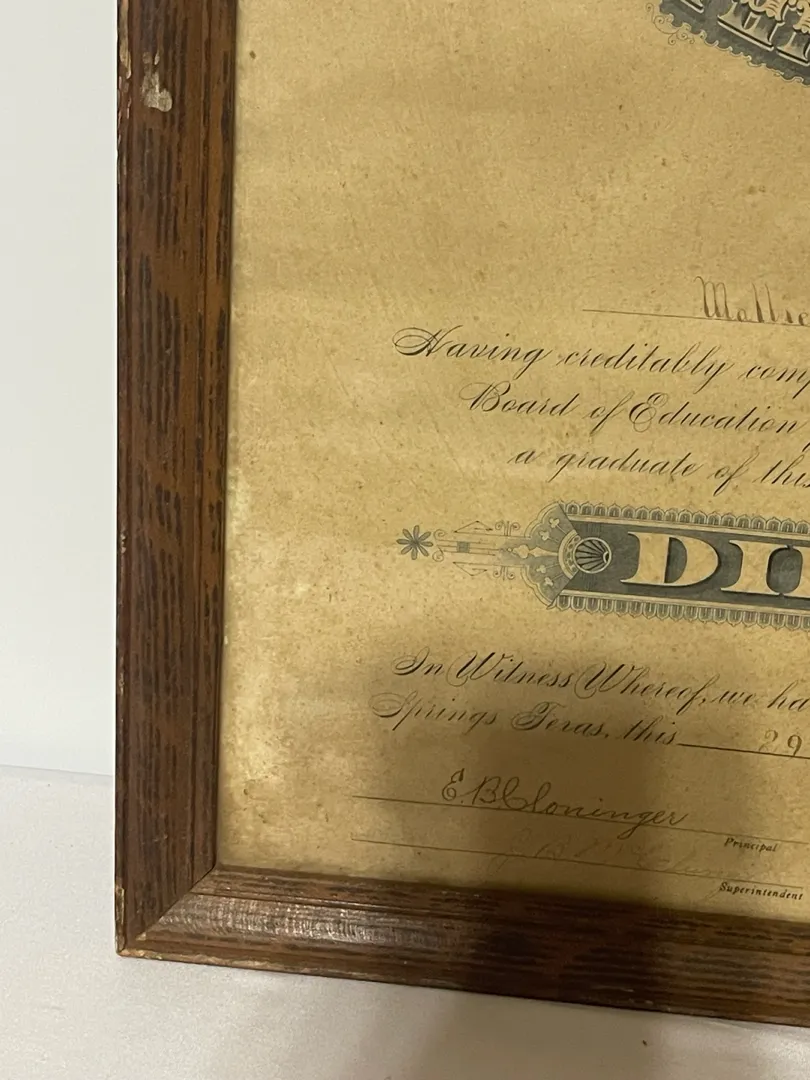 Mollie
Having creditably comp
Board of Education
a graduate of this
DI
In Witness Whereof, we ha
Springs Texas, this 29
E. B. Cloninger
Principal
Superintendent